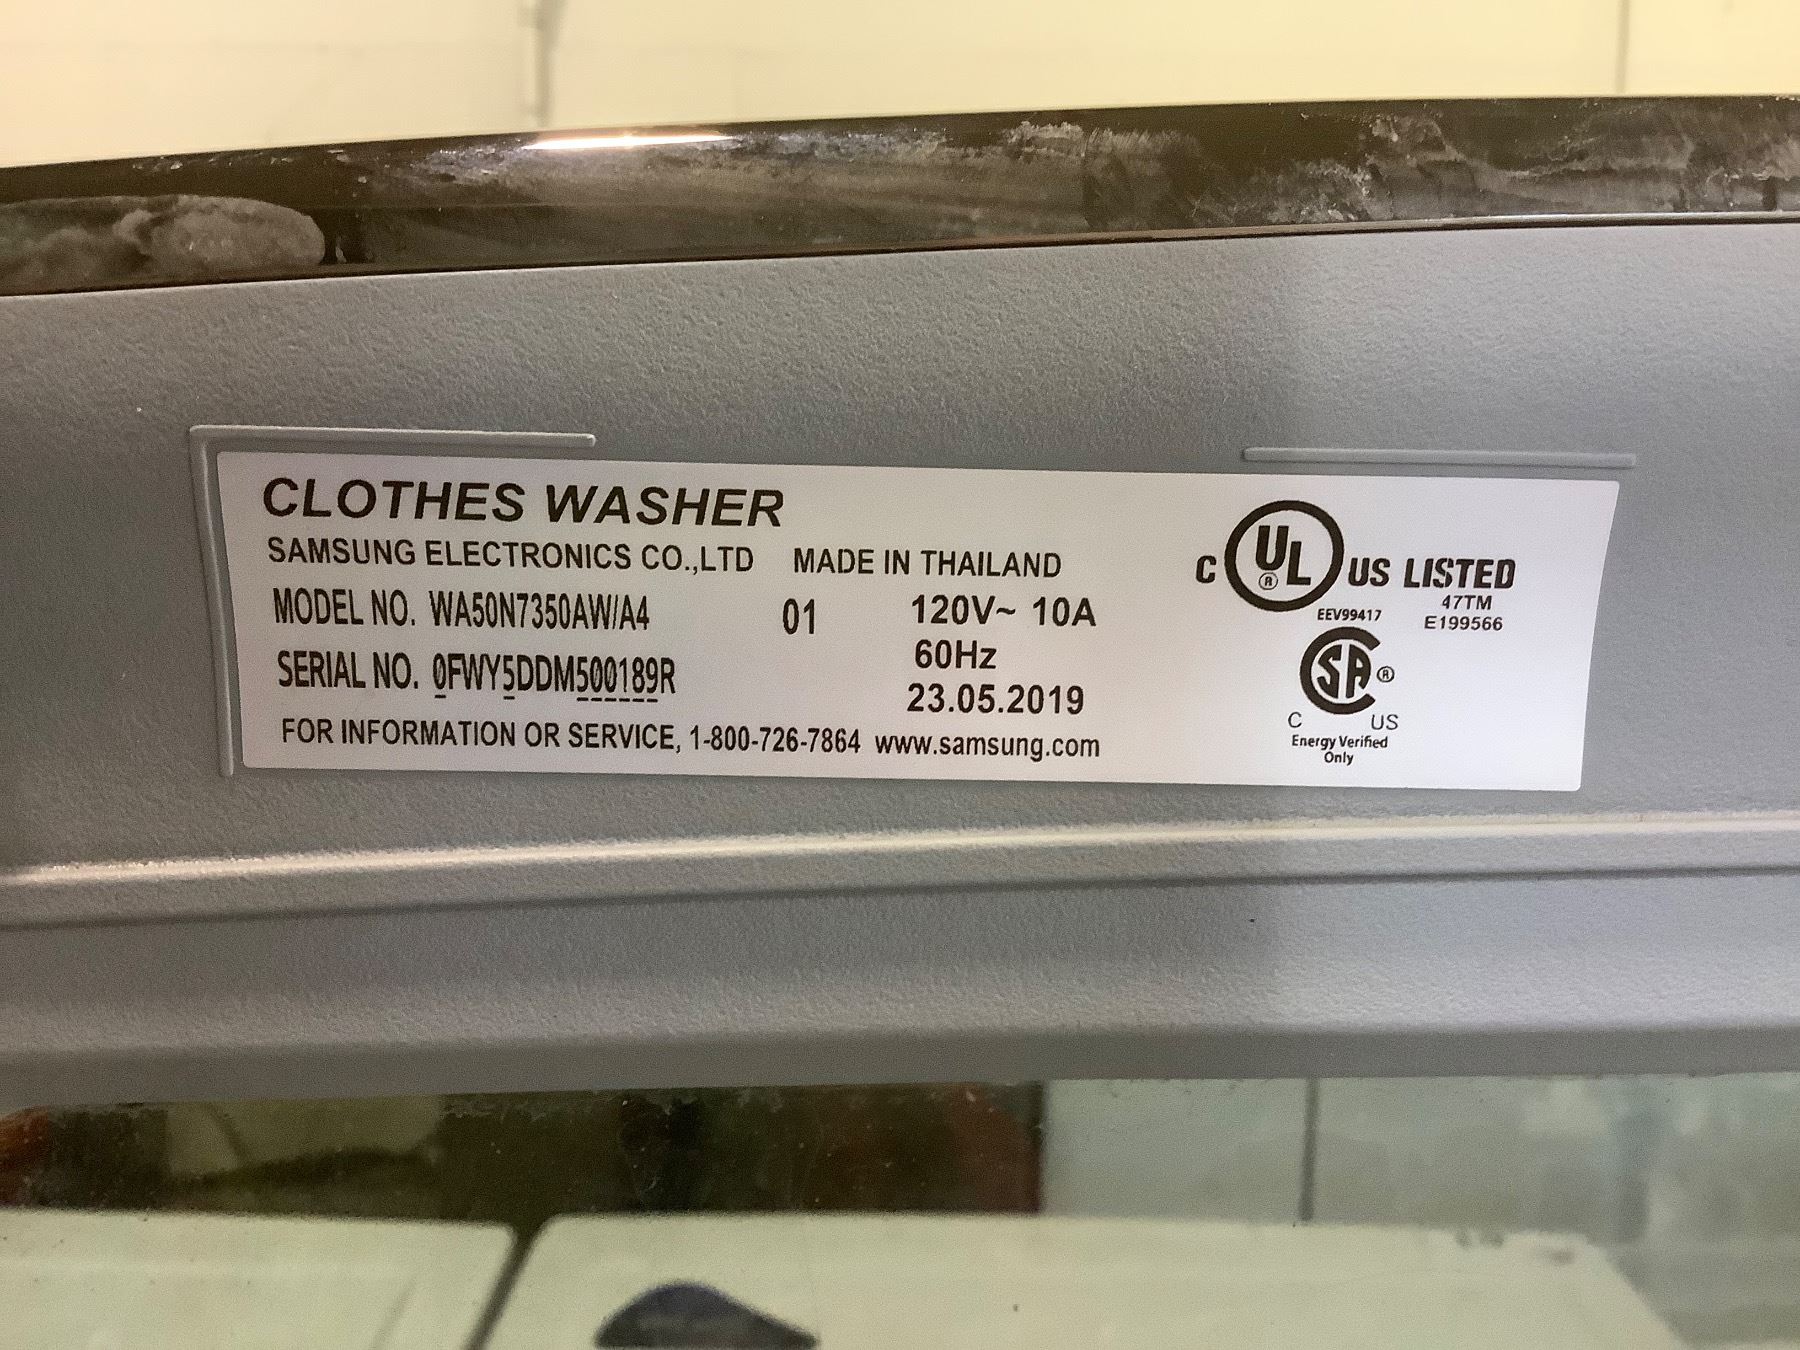 CLOTHES WASHER
SAMSUNG ELECTRONICS CO.,LTD MADE IN THAILAND
MODEL NO. WA50N7350AW/A4 01 120V~ 10A
60Hz
SERIAL NO. 0FWY5DDM500189R
23.05.2019
FOR INFORMATION OR SERVICE, 1-800-726-7864 www.samsung.com
C UL ® US LISTED
47TM
EEV99417 E199566
SA ®
C US
Energy Verified
Only